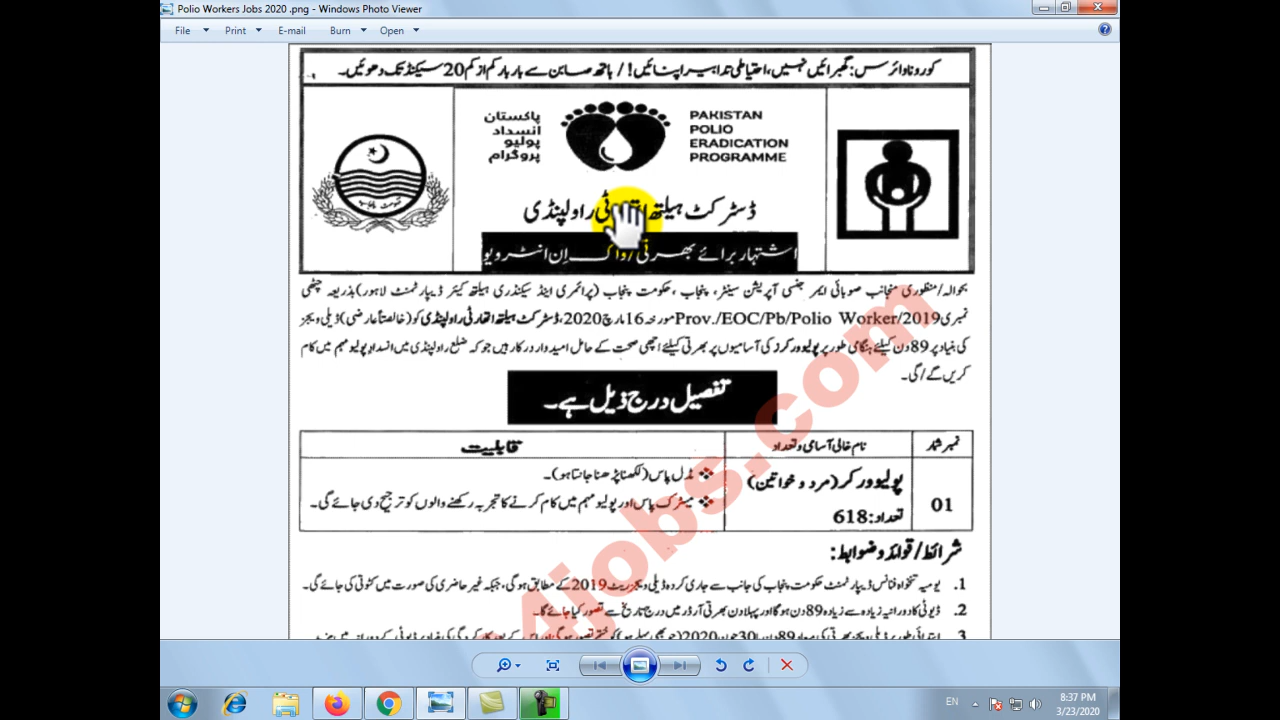 Polio Workers Jobs 2020 .png - Windows Photo Viewer
File Print E-mail Burn Open
کورونا وائرس: گھبرائیں نہیں، احتیاطی تدابیر اپنائیں! / ہاتھ صابن سے بار بار کم از کم 20 سیکنڈ تک دھوئیں۔
پاکستان
انسداد
پولیو
پروگرام
PAKISTAN
POLIO
ERADICATION
PROGRAMME
ڈسٹرکٹ ہیلتھ اتھارٹی راولپنڈی
اشتہار برائے بھرتی/واک اِن انٹرویو
بحوالہ/منظوری منجانب صوبائی ایمرجنسی آپریشن سینٹر، پنجاب، حکومت پنجاب (پرائمری اینڈ سیکنڈری ہیلتھ کیئر ڈیپارٹمنٹ لاہور) بذریعہ چٹھی
نمبری Prov./EOC/Pb/Polio Worker/2019 مورخہ 16 مارچ 2020، ڈسٹرکٹ ہیلتھ اتھارٹی راولپنڈی کو (خالصتاً عارضی) ڈیلی ویجز
کی بنیاد پر 89 دن کیلئے ہنگامی طور پر پولیو ورکرز کی آسامیوں پر بھرتی کیلئے اچھی صحت کے حامل امیدوار درکار ہیں جو کہ ضلع راولپنڈی میں انسداد پولیو مہم میں کام
کریں گے/گی۔
تفصیل درج ذیل ہے۔
نمبر شمار نام خالی آسامی و تعداد قابلیت
01 پولیو ورکر (مرد و خواتین)
تعداد: 618
❖ مڈل پاس (لکھنا پڑھنا جانتا ہو)۔
❖ میٹرک پاس اور پولیو مہم میں کام کرنے کا تجربہ رکھنے والوں کو ترجیح دی جائے گی۔
شرائط/قوائد و ضوابط:
1. یومیہ تنخواہ فنانس ڈیپارٹمنٹ حکومت پنجاب کی جانب سے جاری کردہ ڈیلی ویجز ریٹ 2019 کے مطابق ہوگی، جبکہ غیر حاضری کی صورت میں کٹوتی کی جائے گی۔
2. ڈیوٹی کا دورانیہ زیادہ سے زیادہ 89 دن ہوگا اور پہلا دن بھرتی آرڈر میں درج تاریخ سے تصور کیا جائے گا۔
4jobs.com
EN
8:37 PM
3/23/2020